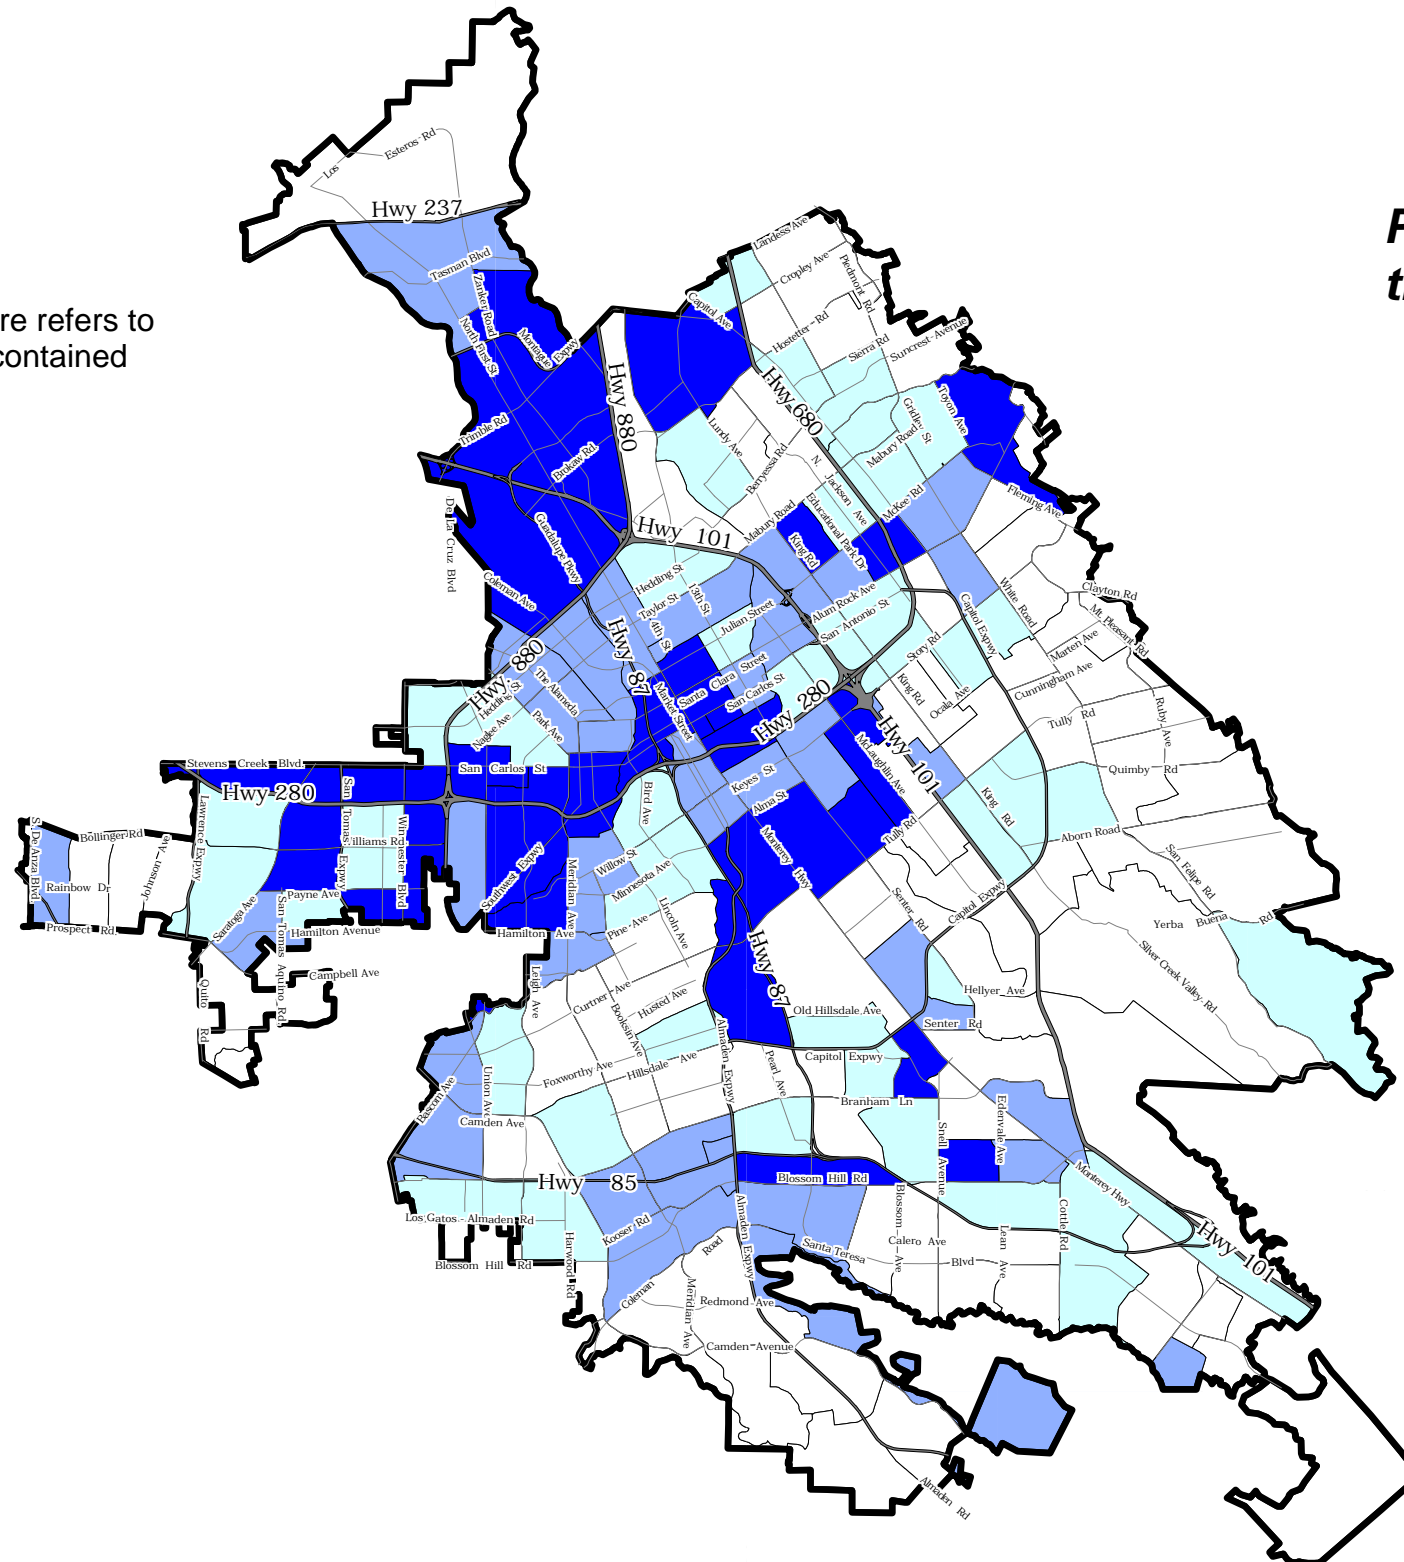 Esteros Rd
Los
Hwy 237
P
t
Landess Ave
Cropley Ave
Piedmont Rd
Tasman Blvd
Zanker Road
Capitol Ave
re refers to
contained
North First St
Montague Expwy
Hostetter Rd
Sierra Rd
Suncrest Avenue
Hwy 880
Hwy 680
Toyon Ave
Gridley St
Trimble Rd
Lundy Ave
Mabury Road
Brokaw Rd
Berryessa Rd
N. Jackson Ave
McKee Rd
Fleming Ave
De La Cruz Blvd
Guadalupe Pkwy
Hwy 101
Mabury Road
Educational Park Dr
King Rd
Coleman Ave
Hedding St
Taylor St
13th St
Alum Rock Ave
San Antonio St
Capitol Expwy
White Road
Clayton Rd
Mt Pleasant Rd
Julian Street
4th St
Hwy 87
Hwy. 880
Story Rd
Marten Ave
Hedding St
The Alameda
Santa Clara Street
San Carlos St
Market Street
King Rd
Ocala Ave
Cunningham Ave
Naglee Ave
Park Ave
Hwy 280
McLaughlin Ave
Hwy 101
Tully Rd
Ruby Ave
Stevens Creek Blvd
San Carlos St
Keyes St
Quimby Rd
Hwy 280
Lawrence Expwy
San Tomas Expwy
Winchester Blvd
Bird Ave
Alma St
King Rd
S. De Anza Blvd
Bollinger Rd
Johnson Ave
Williams Rd
Southwest Expwy
Meridian Ave
Willow St
Minnesota Ave
Monterey Hwy
Tully Rd
Aborn Road
San Felipe Rd
Rainbow Dr
Payne Ave
Senter Rd
Capitol Expwy
Prospect Rd
Saratoga Ave
San Tomas Aquino Rd
Hamilton Avenue
Hamilton Ave
Pine Ave
Lincoln Ave
Yerba Buena Rd
Silver Creek Valley Rd
Quito Rd
Campbell Ave
Leigh Ave
Curtner Ave
Booksin Ave
Husted Ave
Hwy 87
Hellyer Ave
Old Hillsdale Ave
Senter Rd
Almaden Expwy
Foxworthy Ave
Hillsdale Ave
Pearl Ave
Capitol Expwy
Bascom Ave
Union Ave
Camden Ave
Branham Ln
Snell Avenue
Edenvale Ave
Hwy 85
Blossom Hill Rd
Monterey Hwy
Los Gatos - Almaden Rd
Kooser Rd
Almaden Expwy
Blossom Ave
Calero Ave
Lean Ave
Cottle Rd
Blossom Hill Rd
Harwood Rd
Santa Teresa Blvd
Hwy 101
Coleman Road
Meridian Ave
Redmond Ave
Camden Avenue
Almaden Rd